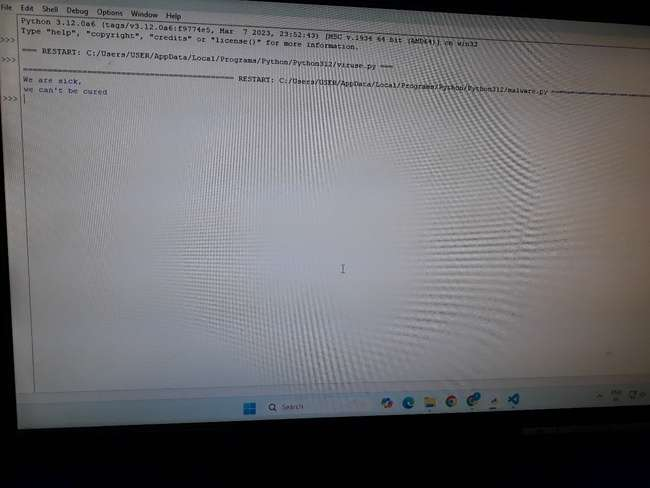 File Edit Shell Debug Options Window Help
Python 3.12.0a6 (tags/v3.12.0a6:f9774e5, Mar 7 2023, 23:52:43) [MSC v.1934 64 bit (AMD64)] on win32
Type "help", "copyright", "credits" or "license()" for more information.
>>>
=== RESTART: C:/Users/USER/AppData/Local/Programs/Python/Python312/viruse.py ===
>>>
=== RESTART: C:/Users/USER/AppData/Local/Programs/Python/Python312/malware.py ===
We are sick,
we can't be cured
>>>
Search